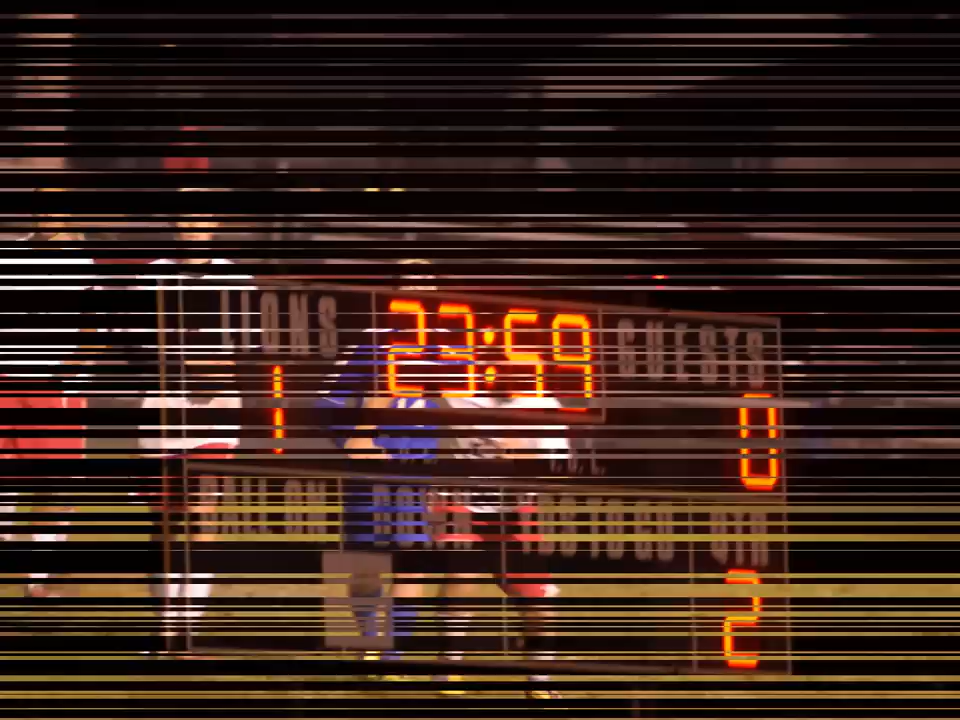 LIONS 23:59 GUESTS
1 0
T.O.L.
BALL ON DOWN YDS TO GO QTR
2